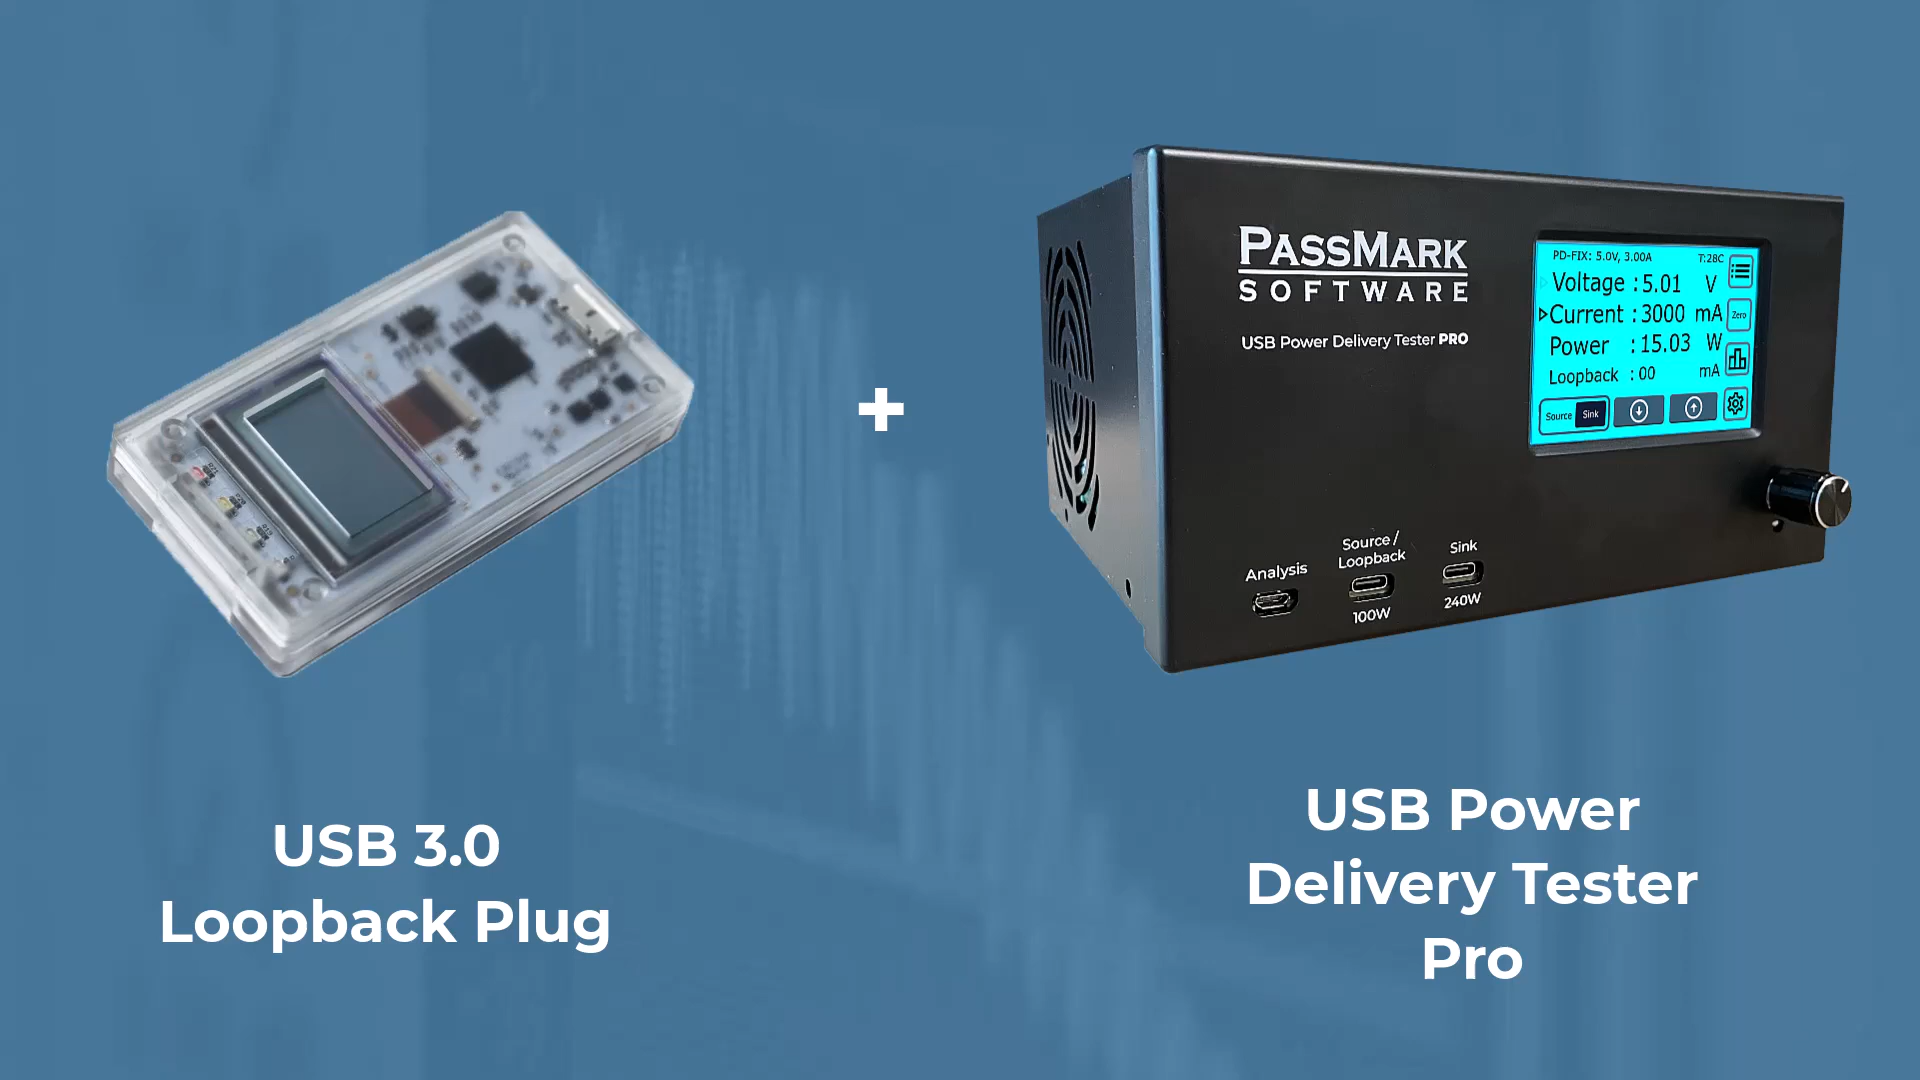 PASSMARK
SOFTWARE
USB Power Delivery Tester PRO
PD-FIX: 5.0V, 3.00A T:28C
Voltage : 5.01 V
Current : 3000 mA
Zero
Power : 15.03 W
Loopback : 00 mA
Source Sink
Analysis
Source / Loopback
100W
Sink
240W
USB 3.0
Loopback Plug
+
USB Power
Delivery Tester
Pro